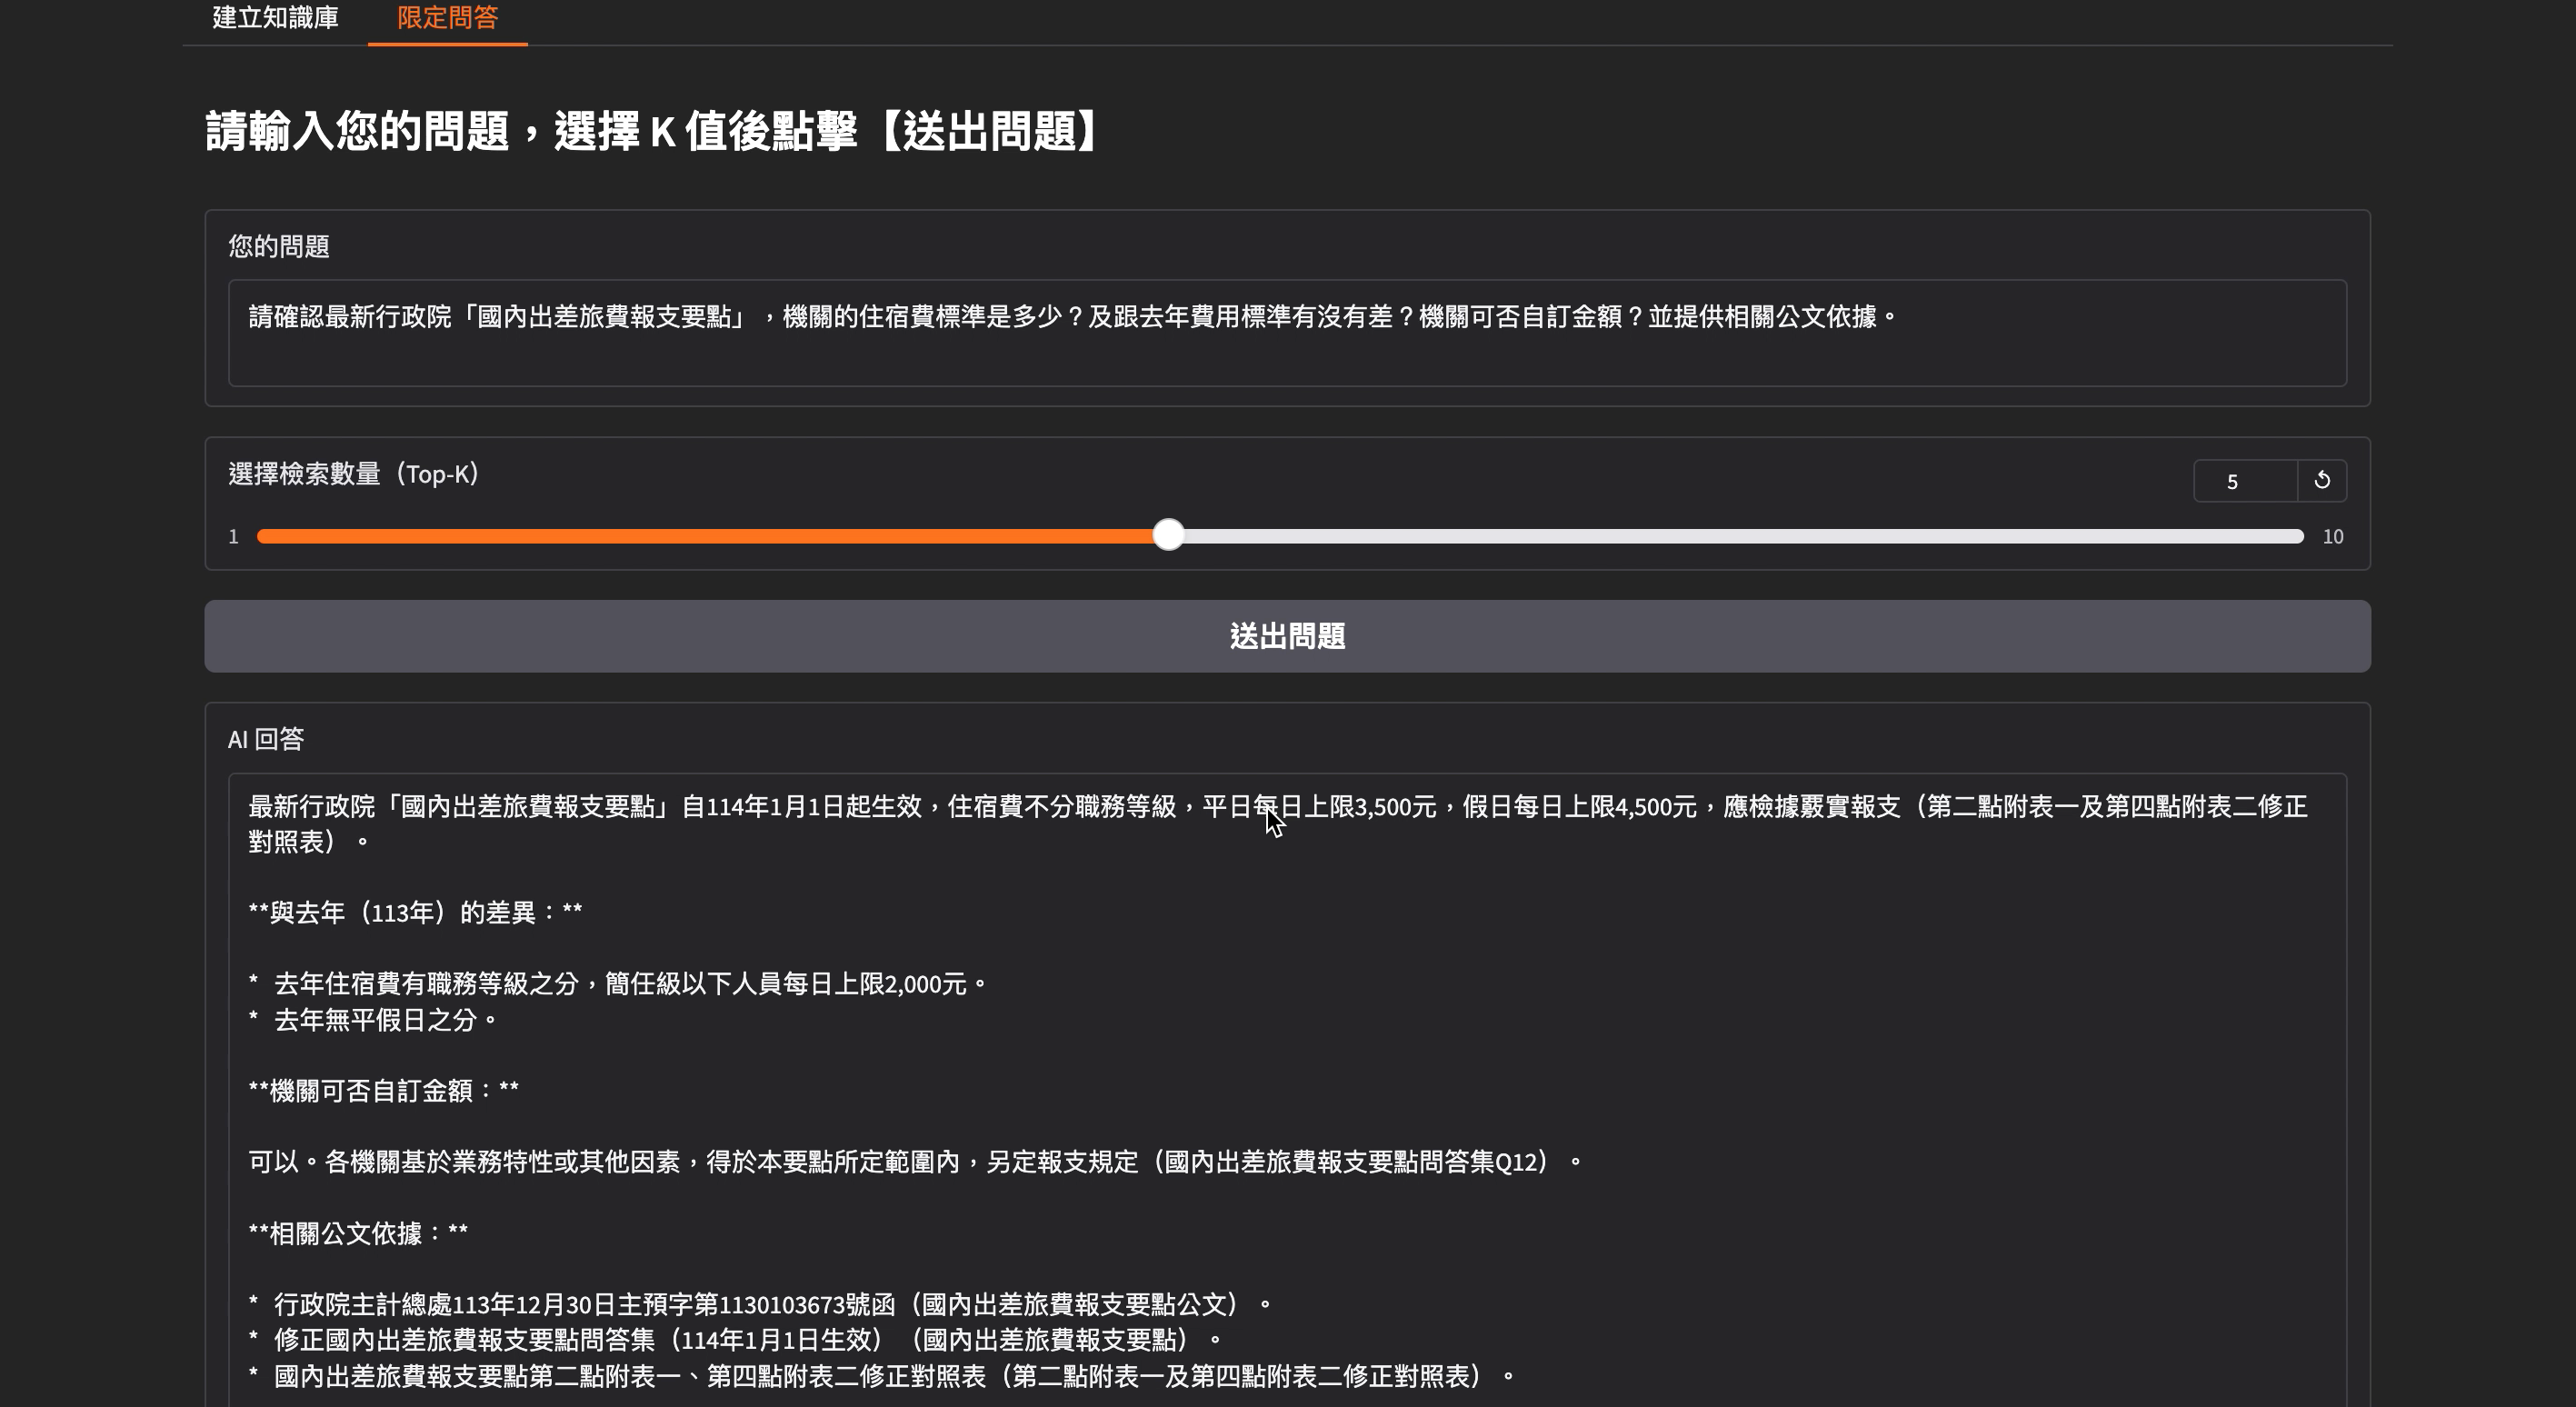 建立知識庫
限定問答
請輸入您的問題，選擇 K 值後點擊【送出問題】
您的問題
請確認最新行政院「國內出差旅費報支要點」，機關的住宿費標準是多少？及跟去年費用標準有沒有差？機關可否自訂金額？並提供相關公文依據。
選擇檢索數量（Top-K）
5
1
10
送出問題
AI 回答
最新行政院「國內出差旅費報支要點」自114年1月1日起生效，住宿費不分職務等級，平日每日上限3,500元，假日每日上限4,500元，應檢據覈實報支（第二點附表一及第四點附表二修正
對照表）。
**與去年（113年）的差異：**
* 去年住宿費有職務等級之分，簡任級以下人員每日上限2,000元。
* 去年無平假日之分。
**機關可否自訂金額：**
可以。各機關基於業務特性或其他因素，得於本要點所定範圍內，另定報支規定（國內出差旅費報支要點問答集Q12）。
**相關公文依據：**
* 行政院主計總處113年12月30日主預字第1130103673號函（國內出差旅費報支要點公文）。
* 修正國內出差旅費報支要點問答集（114年1月1日生效）（國內出差旅費報支要點）。
* 國內出差旅費報支要點第二點附表一、第四點附表二修正對照表（第二點附表一及第四點附表二修正對照表）。